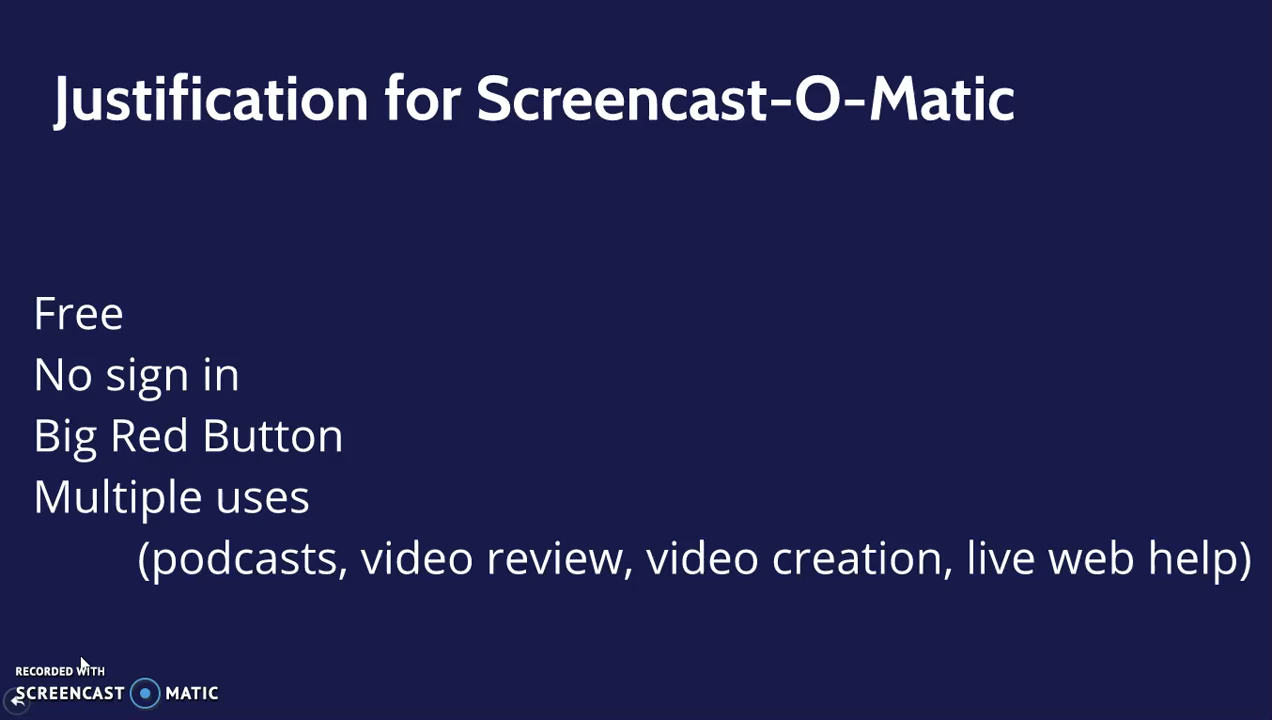 Justification for Screencast-O-Matic
Free
No sign in
Big Red Button
Multiple uses
(podcasts, video review, video creation, live web help)
RECORDED WITH
SCREENCAST MATIC